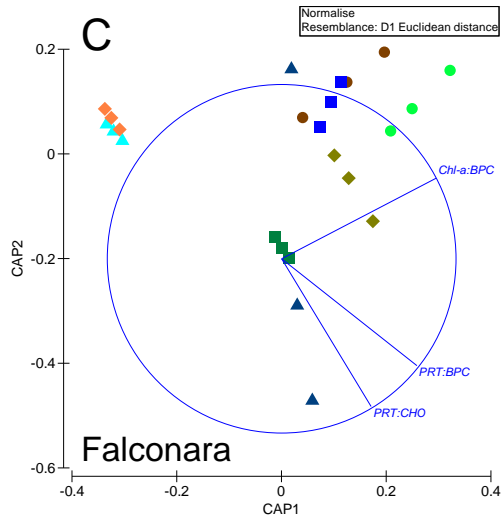 C
Normalise
Resemblance: D1 Euclidean distance
0.2
0
-0.2
-0.4
-0.6
CAP2
Chl-a:BPC
PRT:BPC
PRT:CHO
Falconara
-0.4
-0.2
0
0.2
0.4
CAP1